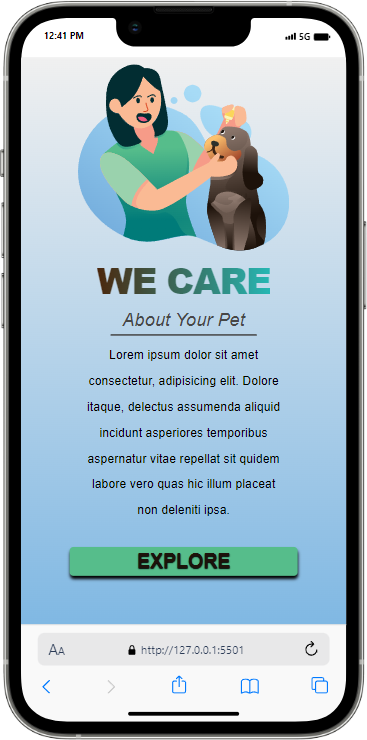 12:41 PM
5G
WE CARE
About Your Pet
Lorem ipsum dolor sit amet
consectetur, adipisicing elit. Dolore
itaque, delectus assumenda aliquid
incidunt asperiores temporibus
aspernatur vitae repellat sit quidem
labore vero quas hic illum placeat
non deleniti ipsa.
EXPLORE
AA http://127.0.0.1:5501